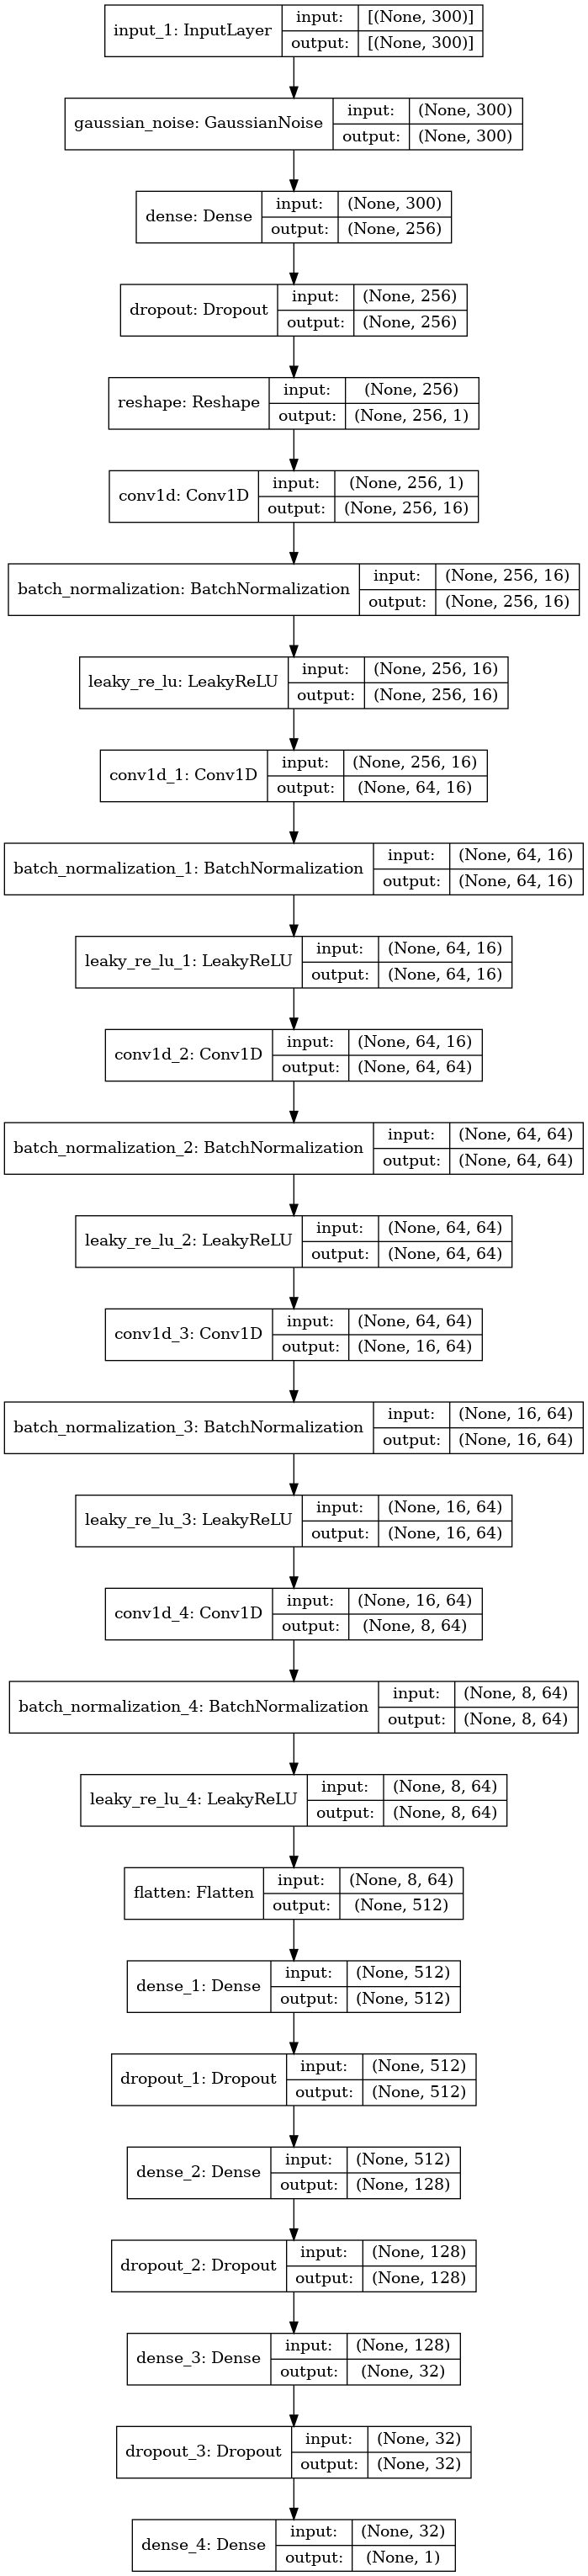 input_1: InputLayer
input: [(None, 300)]
output: [(None, 300)]
gaussian_noise: GaussianNoise
input: (None, 300)
output: (None, 300)
dense: Dense
input: (None, 300)
output: (None, 256)
dropout: Dropout
input: (None, 256)
output: (None, 256)
reshape: Reshape
input: (None, 256)
output: (None, 256, 1)
conv1d: Conv1D
input: (None, 256, 1)
output: (None, 256, 16)
batch_normalization: BatchNormalization
input: (None, 256, 16)
output: (None, 256, 16)
leaky_re_lu: LeakyReLU
input: (None, 256, 16)
output: (None, 256, 16)
conv1d_1: Conv1D
input: (None, 256, 16)
output: (None, 64, 16)
batch_normalization_1: BatchNormalization
input: (None, 64, 16)
output: (None, 64, 16)
leaky_re_lu_1: LeakyReLU
input: (None, 64, 16)
output: (None, 64, 16)
conv1d_2: Conv1D
input: (None, 64, 16)
output: (None, 64, 64)
batch_normalization_2: BatchNormalization
input: (None, 64, 64)
output: (None, 64, 64)
leaky_re_lu_2: LeakyReLU
input: (None, 64, 64)
output: (None, 64, 64)
conv1d_3: Conv1D
input: (None, 64, 64)
output: (None, 16, 64)
batch_normalization_3: BatchNormalization
input: (None, 16, 64)
output: (None, 16, 64)
leaky_re_lu_3: LeakyReLU
input: (None, 16, 64)
output: (None, 16, 64)
conv1d_4: Conv1D
input: (None, 16, 64)
output: (None, 8, 64)
batch_normalization_4: BatchNormalization
input: (None, 8, 64)
output: (None, 8, 64)
leaky_re_lu_4: LeakyReLU
input: (None, 8, 64)
output: (None, 8, 64)
flatten: Flatten
input: (None, 8, 64)
output: (None, 512)
dense_1: Dense
input: (None, 512)
output: (None, 512)
dropout_1: Dropout
input: (None, 512)
output: (None, 512)
dense_2: Dense
input: (None, 512)
output: (None, 128)
dropout_2: Dropout
input: (None, 128)
output: (None, 128)
dense_3: Dense
input: (None, 128)
output: (None, 32)
dropout_3: Dropout
input: (None, 32)
output: (None, 32)
dense_4: Dense
input: (None, 32)
output: (None, 1)